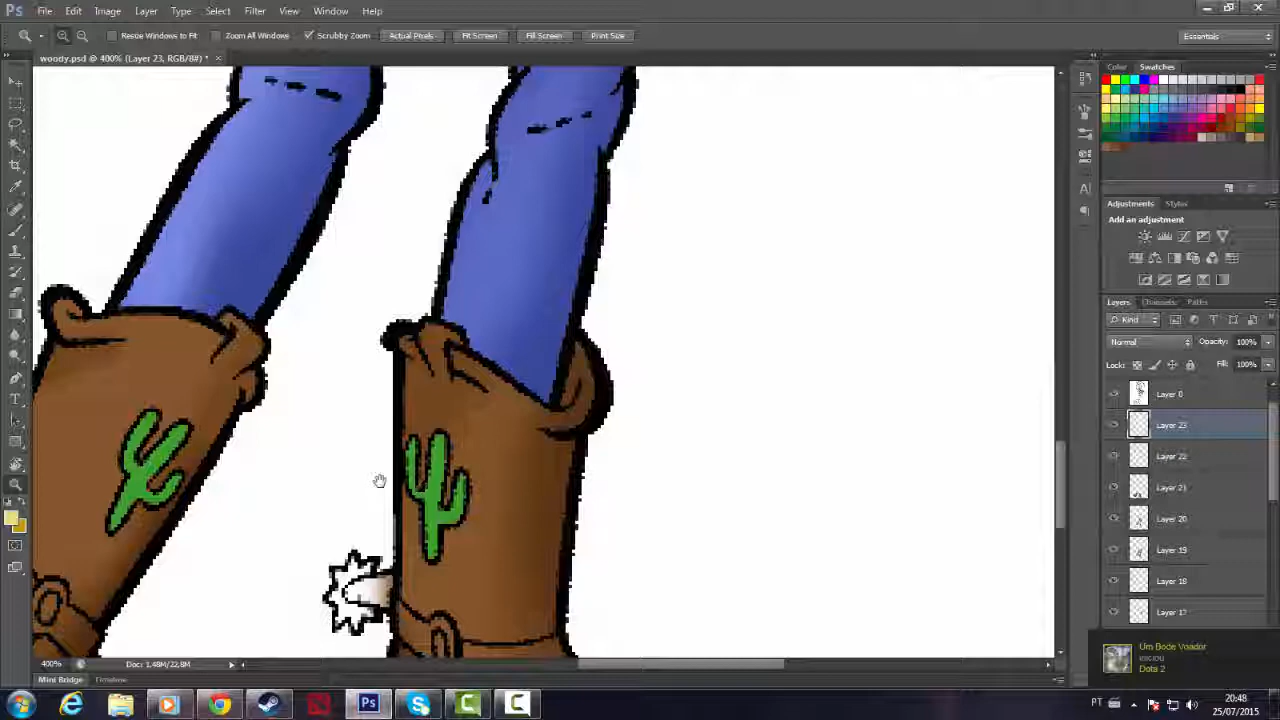 Ps File Edit Image Layer Type Select Filter View Window Help
Resize Windows to Fit Zoom All Windows Scrubby Zoom Actual Pixels Fit Screen Fill Screen Print Size Essentials
woody.psd @ 400% (Layer 23, RGB/8#) * ×
Color Swatches
Adjustments Styles
Add an adjustment
Layers Channels Paths
Kind
Normal Opacity: 100%
Lock: Fill: 100%
Layer 0
Layer 23
Layer 22
Layer 21
Layer 20
Layer 19
Layer 18
Layer 17
Um Bode Voador
iniciou
Dota 2
400% Doc: 1,48M/22,8M
Mini Bridge Timeline
Ps PT 20:48
25/07/2015